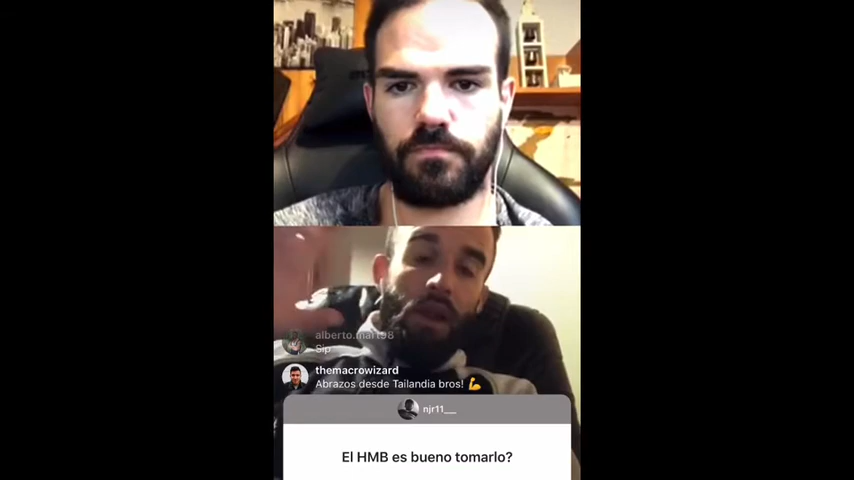 alberto.mart98
Sip
themacrowizard
Abrazos desde Tailandia bros! 💪
njr11___
El HMB es bueno tomarlo?